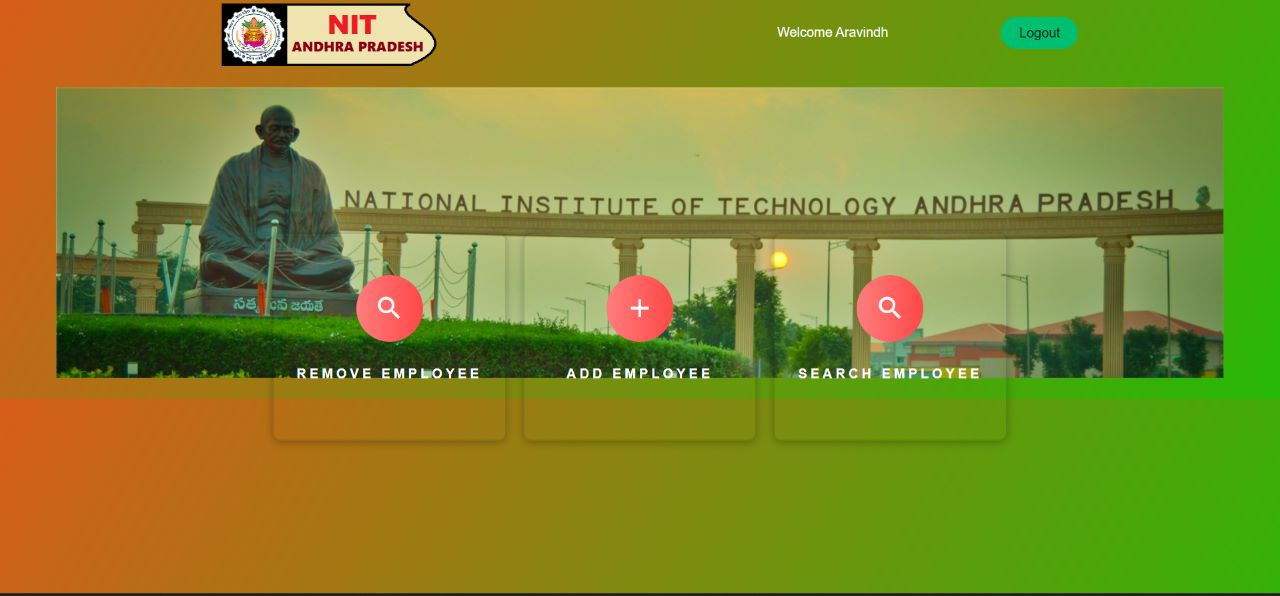 NIT
ANDHRA PRADESH
Welcome Aravindh
Logout
NATIONAL INSTITUTE OF TECHNOLOGY ANDHRA PRADESH
REMOVE EMPLOYEE
ADD EMPLOYEE
SEARCH EMPLOYEE